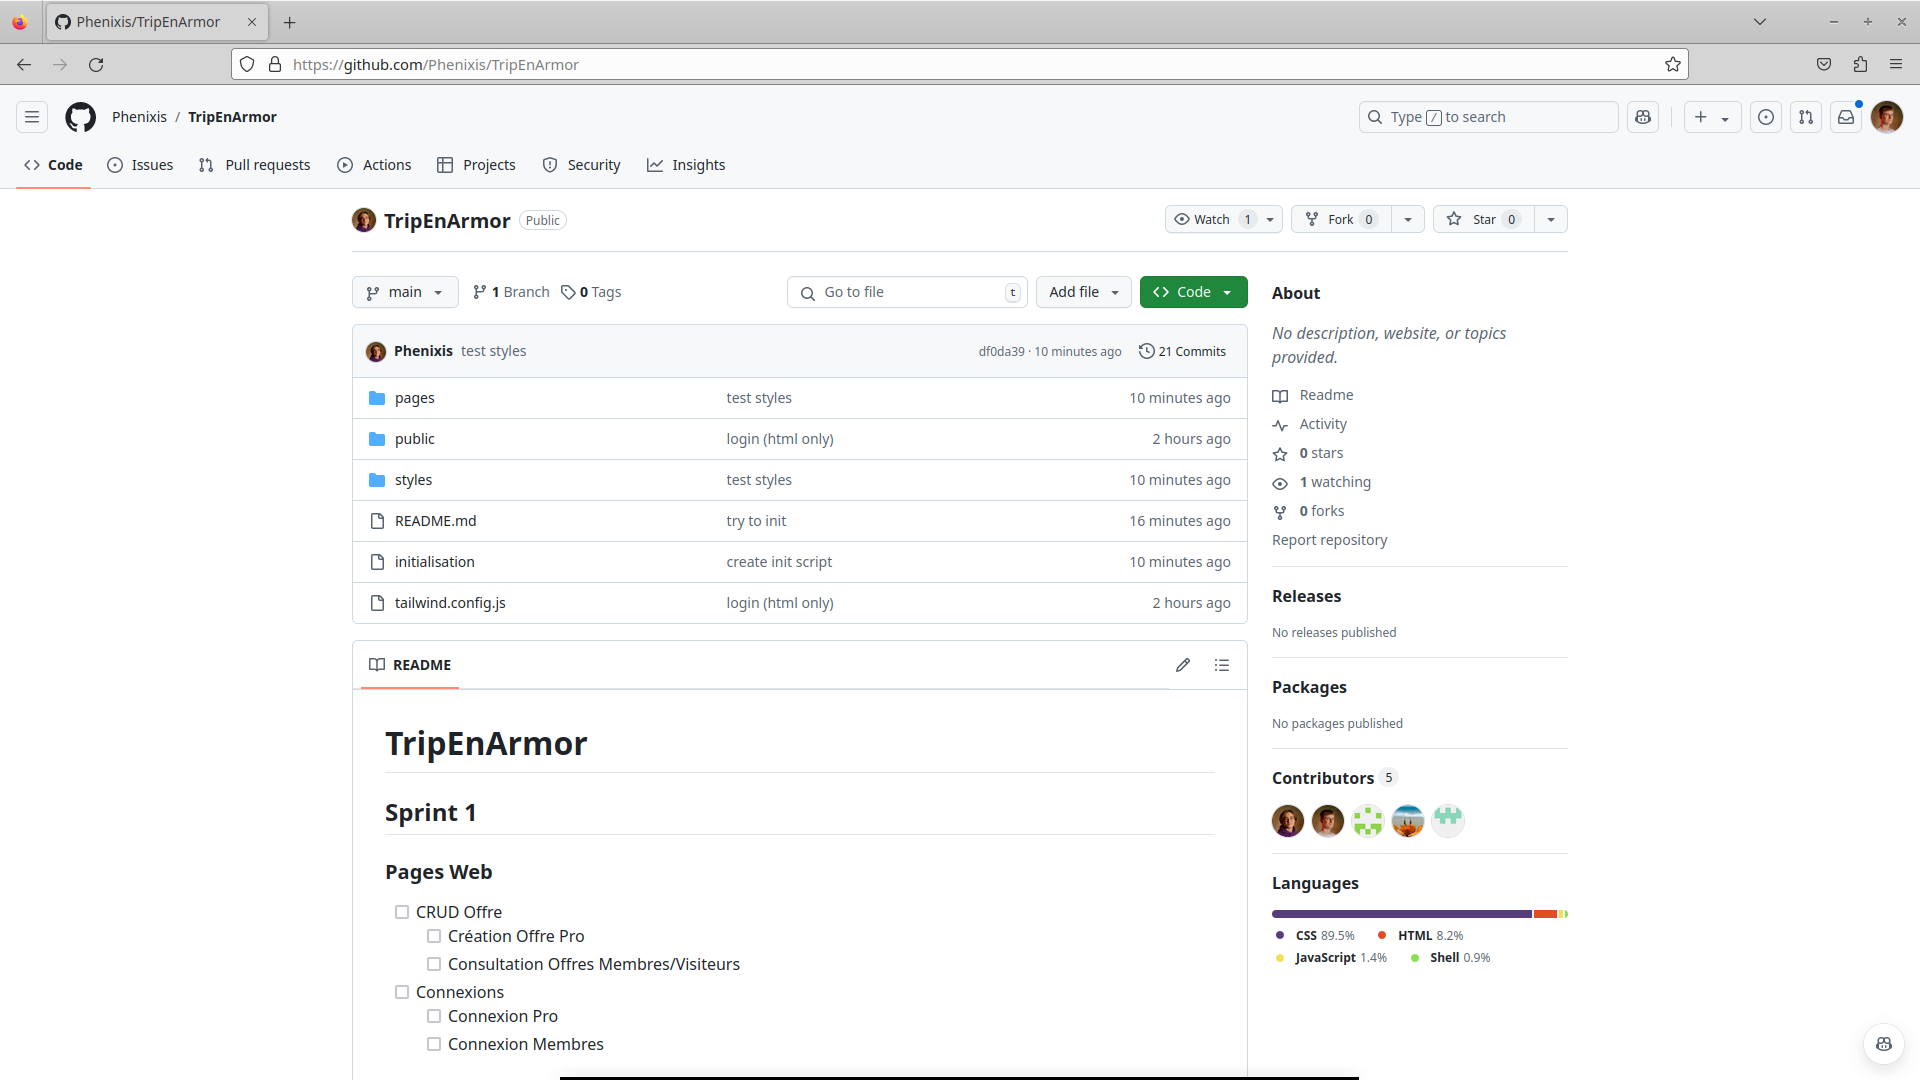 Phenixis/TripEnArmor
https://github.com/Phenixis/TripEnArmor
Phenixis / TripEnArmor
Type / to search
Code Issues Pull requests Actions Projects Security Insights
TripEnArmor Public
Watch 1 Fork 0 Star 0
main 1 Branch 0 Tags Go to file t Add file Code
Phenixis test styles df0da39 · 10 minutes ago 21 Commits
pages test styles 10 minutes ago
public login (html only) 2 hours ago
styles test styles 10 minutes ago
README.md try to init 16 minutes ago
initialisation create init script 10 minutes ago
tailwind.config.js login (html only) 2 hours ago
README
TripEnArmor
Sprint 1
Pages Web
CRUD Offre
Création Offre Pro
Consultation Offres Membres/Visiteurs
Connexions
Connexion Pro
Connexion Membres
About
No description, website, or topics
provided.
Readme
Activity
0 stars
1 watching
0 forks
Report repository
Releases
No releases published
Packages
No packages published
Contributors 5
Languages
CSS 89.5% HTML 8.2%
JavaScript 1.4% Shell 0.9%